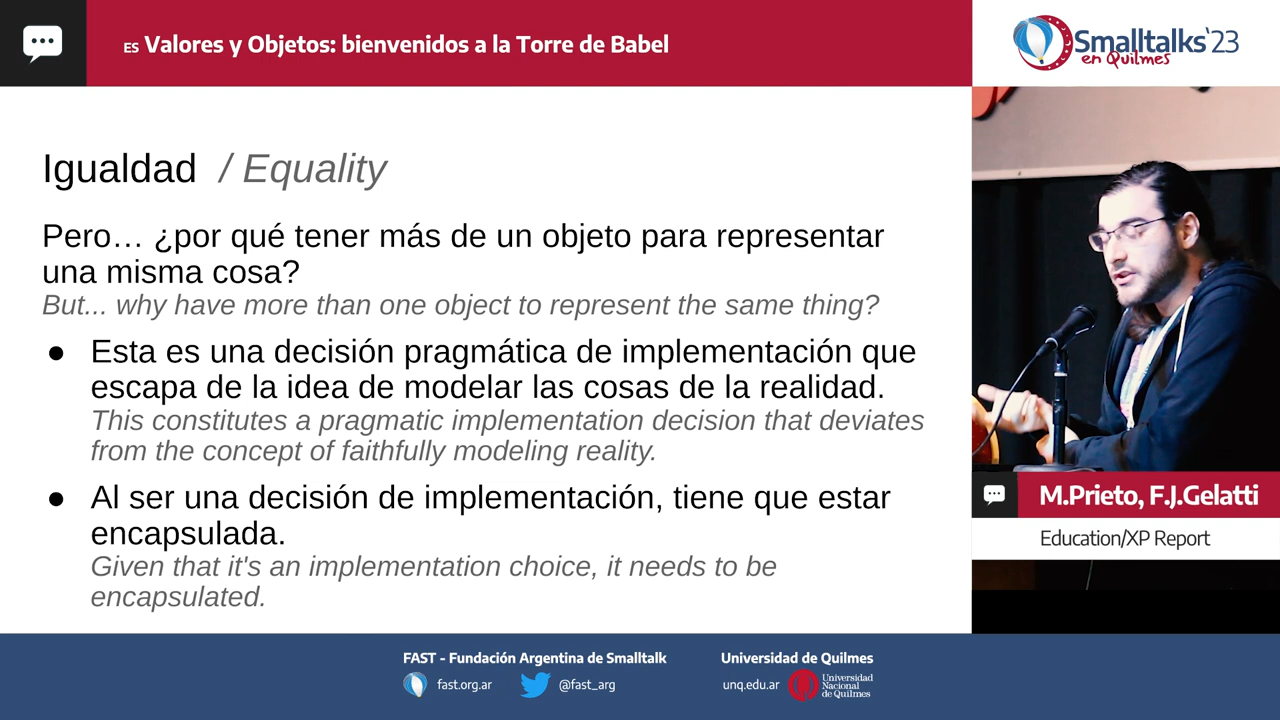 ES Valores y Objetos: bienvenidos a la Torre de Babel
Smalltalks'23
en Quilmes
Igualdad / Equality
Pero… ¿por qué tener más de un objeto para representar
una misma cosa?
But... why have more than one object to represent the same thing?
● Esta es una decisión pragmática de implementación que
escapa de la idea de modelar las cosas de la realidad.
This constitutes a pragmatic implementation decision that deviates
from the concept of faithfully modeling reality.
● Al ser una decisión de implementación, tiene que estar
encapsulada.
Given that it's an implementation choice, it needs to be
encapsulated.
M.Prieto, F.J.Gelatti
Education/XP Report
FAST - Fundación Argentina de Smalltalk
fast.org.ar
@fast_arg
Universidad de Quilmes
unq.edu.ar
Universidad
Nacional
de Quilmes